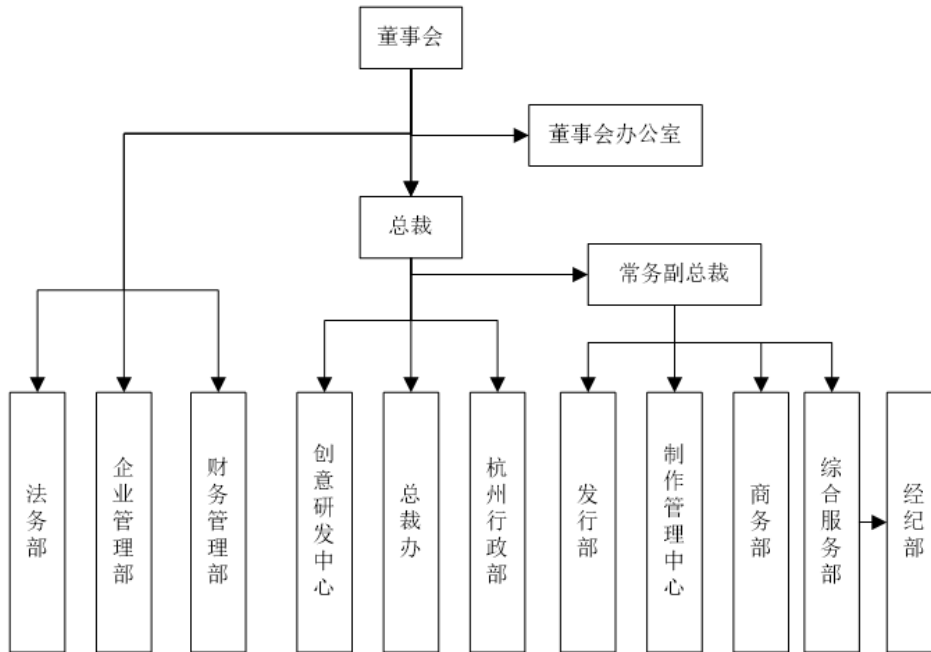 董事会
董事会办公室
总裁
常务副总裁
法务部
企业管理部
财务管理部
创意研发中心
总裁办
杭州行政部
发行部
制作管理中心
商务部
综合服务部
经纪部